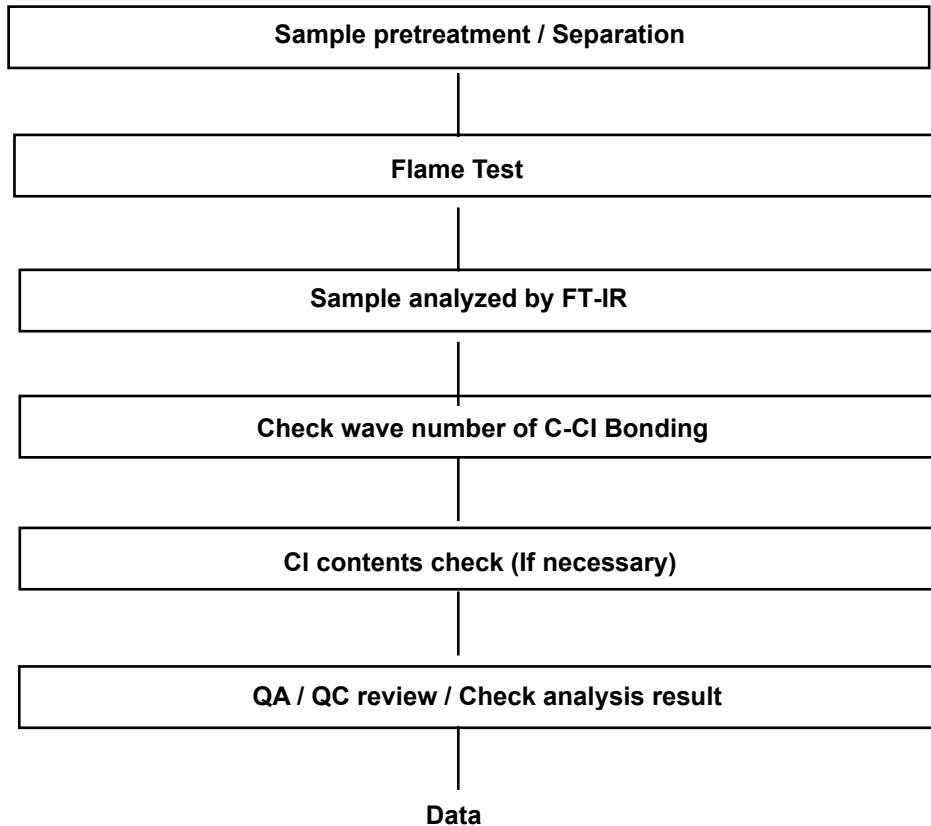 Sample pretreatment / Separation
Flame Test
Sample analyzed by FT-IR
Check wave number of C-Cl Bonding
Cl contents check (If necessary)
QA / QC review / Check analysis result
Data